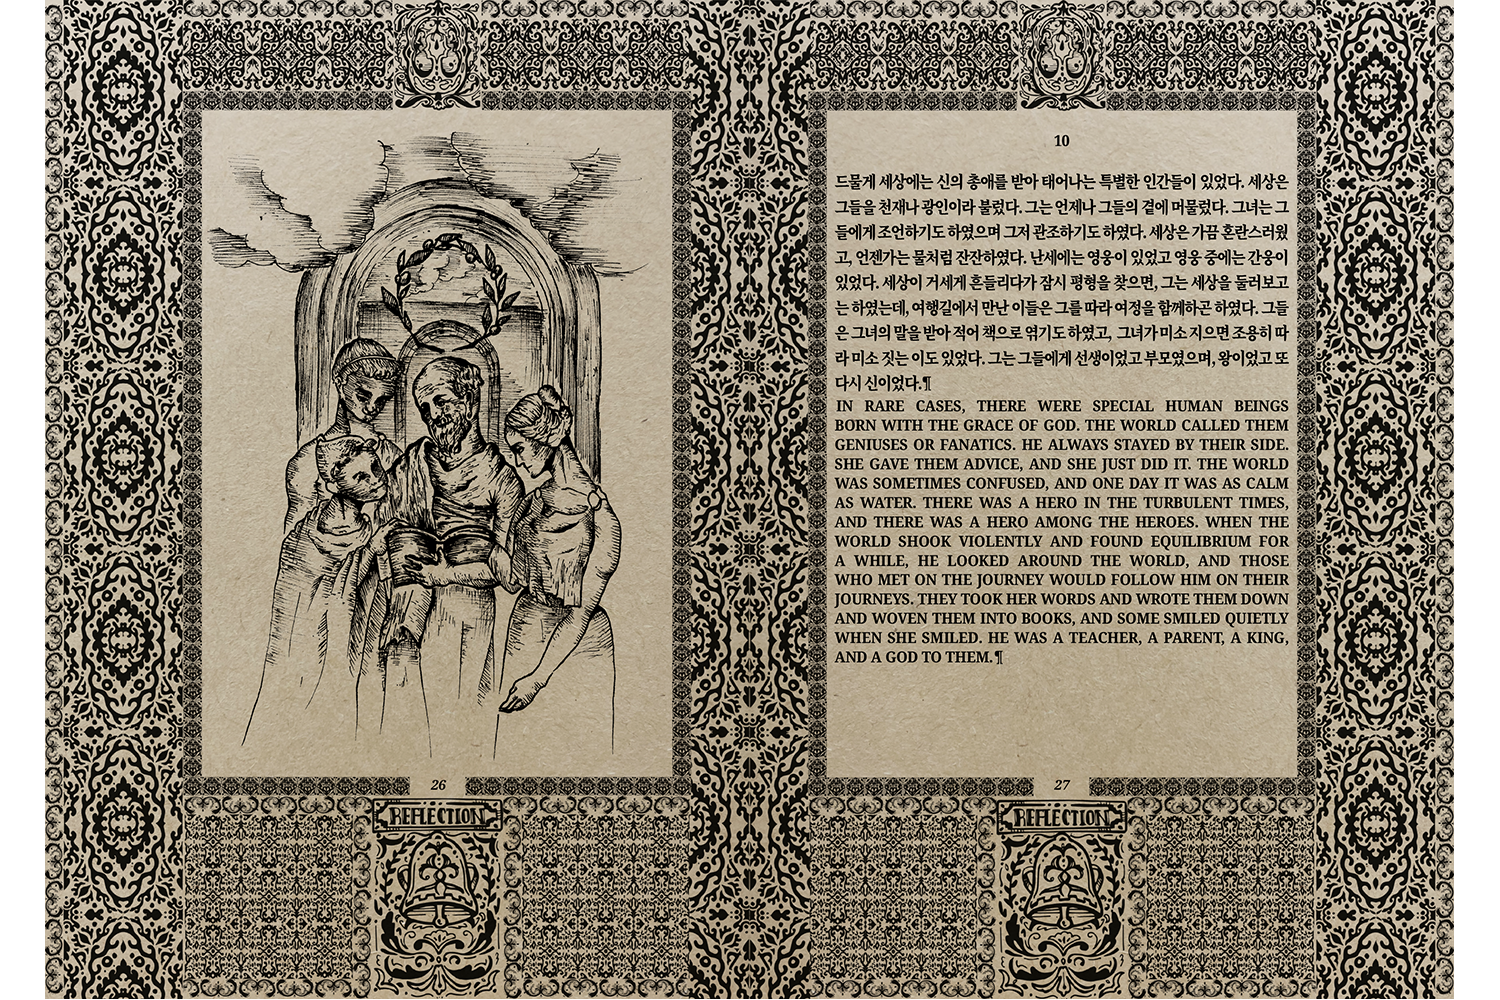 10
드물게 세상에는 신의 총애를 받아 태어나는 특별한 인간들이 있었다. 세상은
그들을 천재나 광인이라 불렀다. 그는 언제나 그들의 곁에 머물렀다. 그녀는 그
들에게 조언하기도 하였으며 그저 관조하기도 하였다. 세상은 가끔 혼란스러웠
고, 언젠가는 물처럼 잔잔하였다. 난세에는 영웅이 있었고 영웅 중에는 간웅이
있었다. 세상이 거세게 흔들리다가 잠시 평형을 찾으면, 그는 세상을 둘러보고
는 하였는데, 여행길에서 만난 이들은 그를 따라 여정을 함께하곤 하였다. 그들
은 그녀의 말을 받아 적어 책으로 엮기도 하였고, 그녀가 미소 지으면 조용히 따
라 미소 짓는 이도 있었다. 그는 그들에게 선생이었고 부모였으며, 왕이었고 또
다시 신이었다.¶
IN RARE CASES, THERE WERE SPECIAL HUMAN BEINGS
BORN WITH THE GRACE OF GOD. THE WORLD CALLED THEM
GENIUSES OR FANATICS. HE ALWAYS STAYED BY THEIR SIDE.
SHE GAVE THEM ADVICE, AND SHE JUST DID IT. THE WORLD
WAS SOMETIMES CONFUSED, AND ONE DAY IT WAS AS CALM
AS WATER. THERE WAS A HERO IN THE TURBULENT TIMES,
AND THERE WAS A HERO AMONG THE HEROES. WHEN THE
WORLD SHOOK VIOLENTLY AND FOUND EQUILIBRIUM FOR
A WHILE, HE LOOKED AROUND THE WORLD, AND THOSE
WHO MET ON THE JOURNEY WOULD FOLLOW HIM ON THEIR
JOURNEYS. THEY TOOK HER WORDS AND WROTE THEM DOWN
AND WOVEN THEM INTO BOOKS, AND SOME SMILED QUIETLY
WHEN SHE SMILED. HE WAS A TEACHER, A PARENT, A KING,
AND A GOD TO THEM.¶
26
27
REFLECTION
REFLECTION